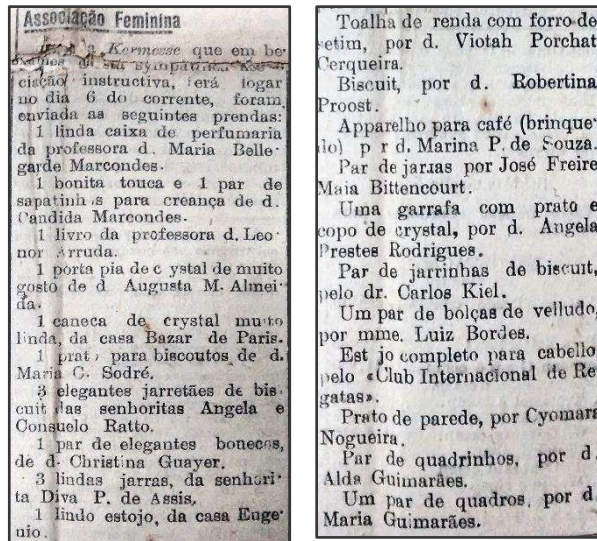 Associação Feminina
Kermesse que em be-
sympathica
ciação instructiva, terá logar
no dia 6 do corrente, foram
enviada as seguintes prendas:
1 linda caixa de perfumaria
da professora d. Maria Belle-
garde Marcondes.
1 bonita touca e 1 par de
sapatinh s para creança de d.
Candida Marcondes.
1 livro da professora d. Leo
nor Arruda.
1 porta pia de c ystal de muito
gosto de d Augusta M. Almei-
da.
1 caneca de crystal muito
linda, da casa Bazar de Paris.
1 prat para biscoutos de d.
Maria C. Sodré.
3 elegantes jarretães de bis-
cuit das senhoritas Angela e
Consuelo Ratto.
1 par de elegantes bonecos,
de d. Christina Guayer.
3 lindas jarras, da senhori-
ta Diva P. de Assis,
1 lindo estojo, da casa Euge-
nio.
Toalha de renda com forro de
setim, por d. Viotah Porchat
Cerqueira.
Biscuit, por d. Robertina
Proost.
Apparelho para café (brinque-
do) p r d. Marina P. de Souza.
Par de jarras por José Freire
Maia Bittencourt.
Uma garrafa com prato e
copo de crystal, por d. Angela
Prestes Rodrigues.
Par de jarrinhas de biscuit,
pelo dr. Carlos Kiel.
Um par de bolças de velludo,
por mme. Luiz Bordes.
Est jo completo para cabello
pelo «Club Internacional de Re
gatas».
Prato de parede, por Cyomara
Nogueira.
Par de quadrinhos, por d.
Alda Guimarães.
Um par de quadros, por d
Maria Guimarães.